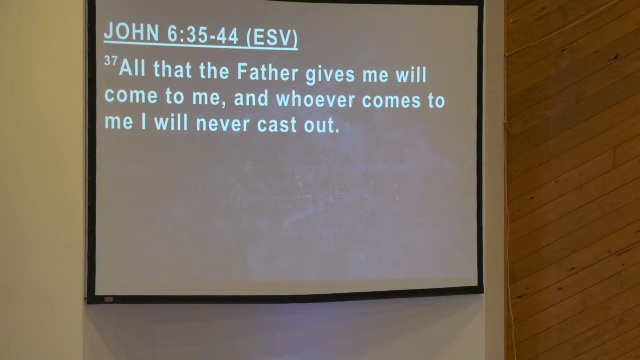 JOHN 6:35-44 (ESV)
37All that the Father gives me will
come to me, and whoever comes to
me I will never cast out.